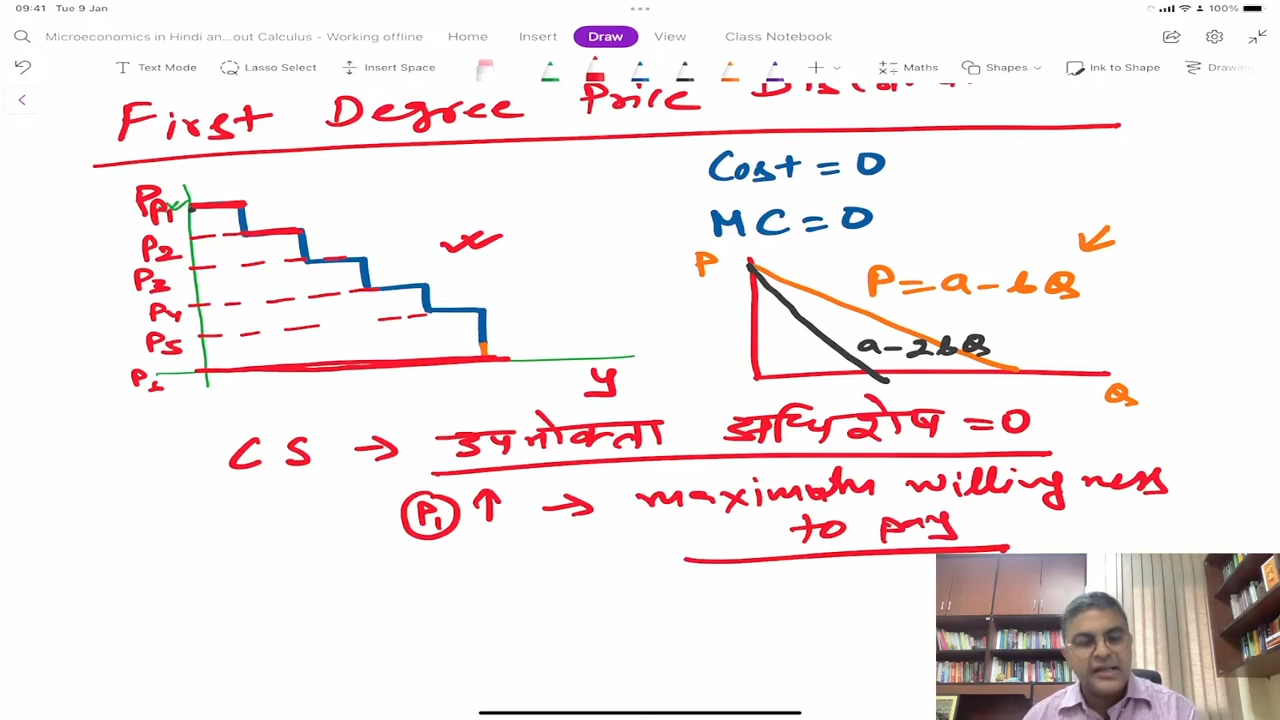 09:41 Tue 9 Jan 100%
Microeconomics in Hindi an...out Calculus - Working offline Home Insert Draw View Class Notebook
Text Mode Lasso Select Insert Space Maths Shapes Ink to Shape Drawing
First Degree Price
Cost = 0
MC = 0
P
P1
P2
P3
P4
P5
y
P
P = a - bQ
a - 2bQ
Q
CS → उपभोक्ता अधिशेष = 0
P1 ↑ → maximum willingness
to pay